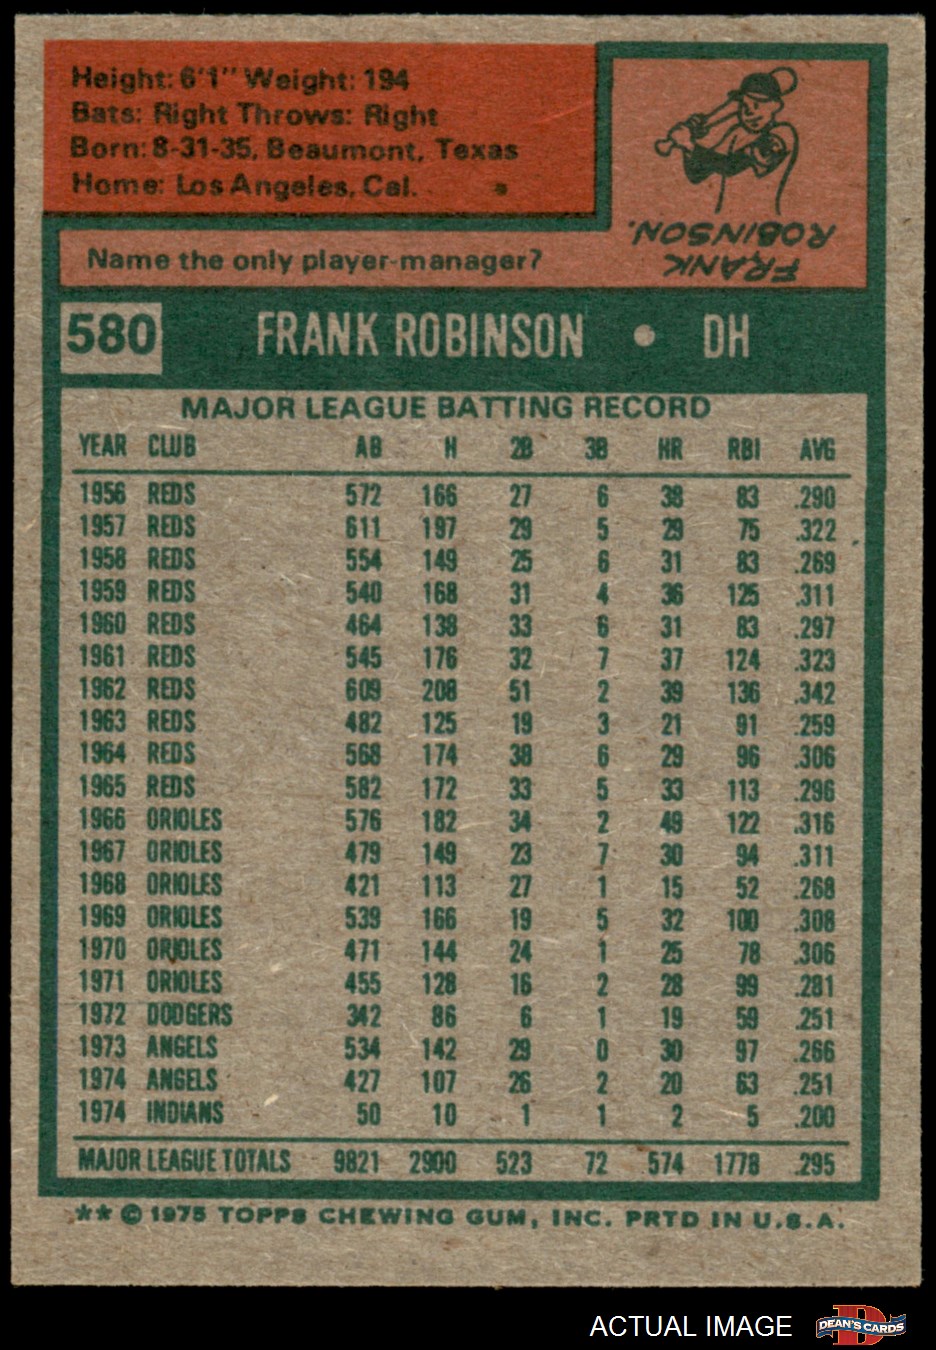 Height: 6'1" Weight: 194
Bats: Right Throws: Right
Born: 8-31-35, Beaumont, Texas
Home: Los Angeles, Cal.
Name the only player-manager?
FRANK
ROBINSON.
580 FRANK ROBINSON • DH
MAJOR LEAGUE BATTING RECORD
YEAR CLUB AB H 2B 3B HR RBI AVG
1956 REDS 572 166 27 6 38 83 .290
1957 REDS 611 197 29 5 29 75 .322
1958 REDS 554 149 25 6 31 83 .269
1959 REDS 540 168 31 4 36 125 .311
1960 REDS 464 138 33 6 31 83 .297
1961 REDS 545 176 32 7 37 124 .323
1962 REDS 609 208 51 2 39 136 .342
1963 REDS 482 125 19 3 21 91 .259
1964 REDS 568 174 38 6 29 96 .306
1965 REDS 582 172 33 5 33 113 .296
1966 ORIOLES 576 182 34 2 49 122 .316
1967 ORIOLES 479 149 23 7 30 94 .311
1968 ORIOLES 421 113 27 1 15 52 .268
1969 ORIOLES 539 166 19 5 32 100 .308
1970 ORIOLES 471 144 24 1 25 78 .306
1971 ORIOLES 455 128 16 2 28 99 .281
1972 DODGERS 342 86 6 1 19 59 .251
1973 ANGELS 534 142 29 0 30 97 .266
1974 ANGELS 427 107 26 2 20 63 .251
1974 INDIANS 50 10 1 1 2 5 .200
MAJOR LEAGUE TOTALS 9821 2900 523 72 574 1778 .295
** © 1975 TOPPS CHEWING GUM, INC. PRTD IN U.S.A.
ACTUAL IMAGE
DEAN'S CARDS